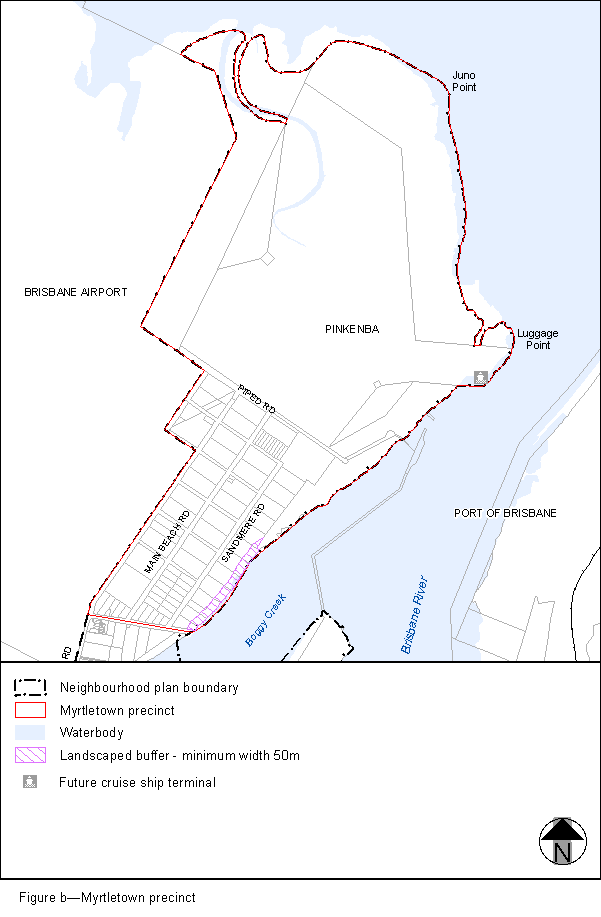 Juno
Point
BRISBANE AIRPORT
PINKENBA
Luggage
Point
PIPED RD
MAIN BEACH RD
SANDMERE RD
PORT OF BRISBANE
Boggy Creek
Brisbane River
RD
Neighbourhood plan boundary
Myrtletown precinct
Waterbody
Landscaped buffer - minimum width 50m
Future cruise ship terminal
N
Figure b—Myrtletown precinct